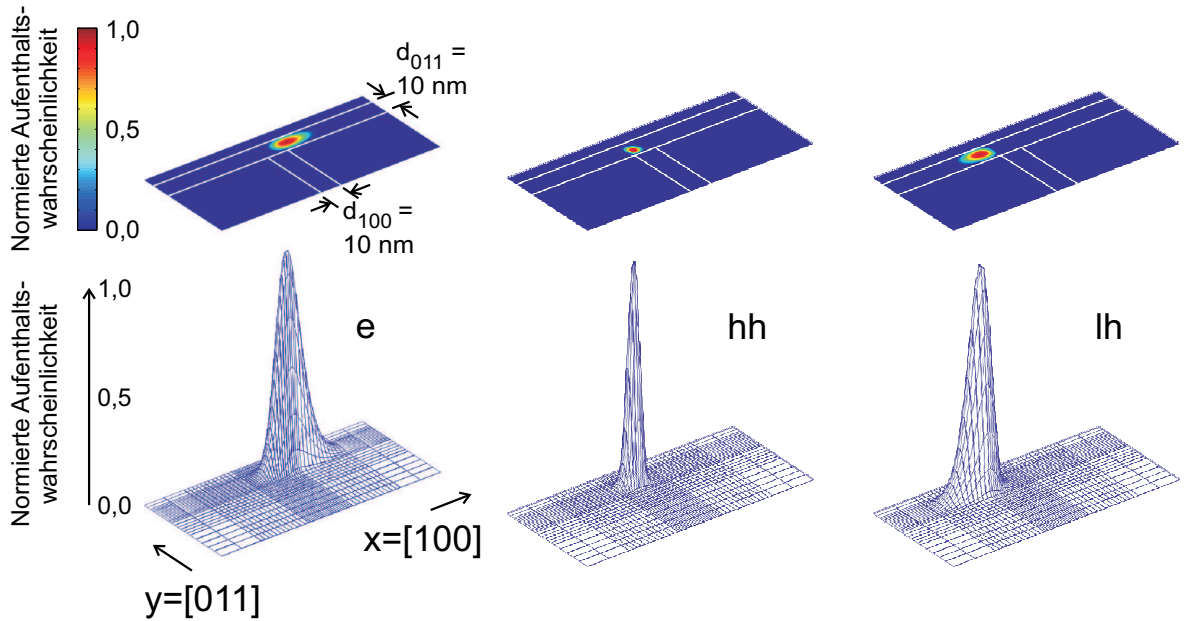 Normierte Aufenthalts-
wahrscheinlichkeit
1,0
0,5
0,0
d011 =
10 nm
d100 =
10 nm
Normierte Aufenthalts-
wahrscheinlichkeit
1,0
0,5
0,0
e
hh
lh
x=[100]
y=[011]